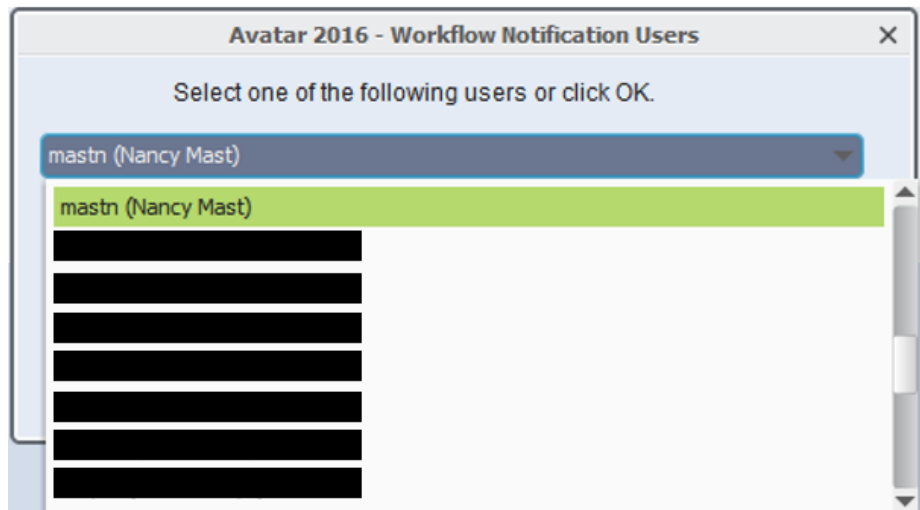 Avatar 2016 - Workflow Notification Users
Select one of the following users or click OK.
mastn (Nancy Mast)
mastn (Nancy Mast)